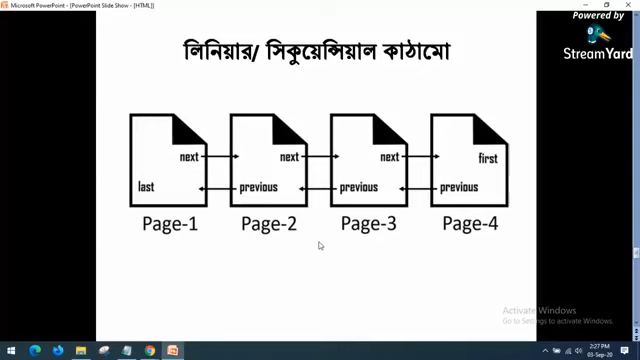 Microsoft PowerPoint - [PowerPoint Slide Show - [HTML]]
Powered by
StreamYard
লিনিয়ার/ সিকুয়েন্সিয়াল কাঠামো
next next next first
last previous previous previous
Page-1 Page-2 Page-3 Page-4
Activate Windows
Go to Settings to activate Windows.
2:27 PM
03-Sep-20